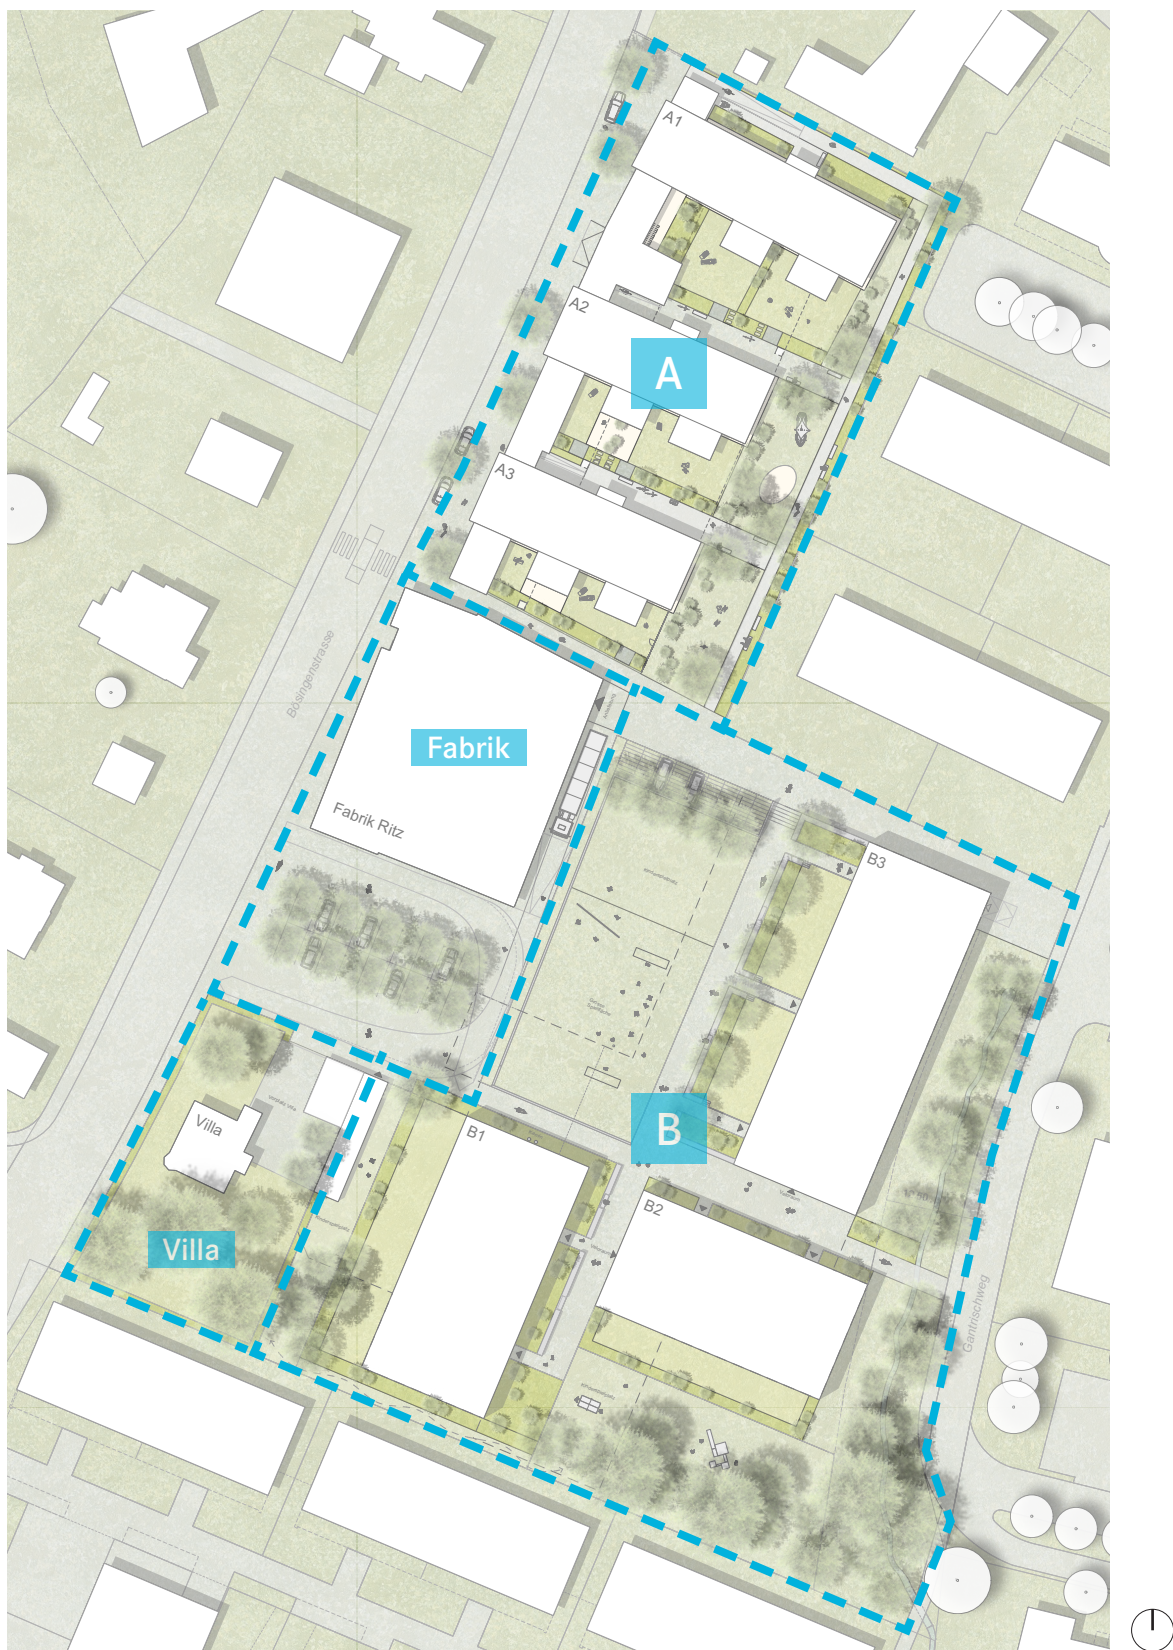 A1
A2
A
A3
Bösingenstrasse
Fabrik
Fabrik Ritz
B3
Villa
B1
B
B2
Villa
Gantrischweg